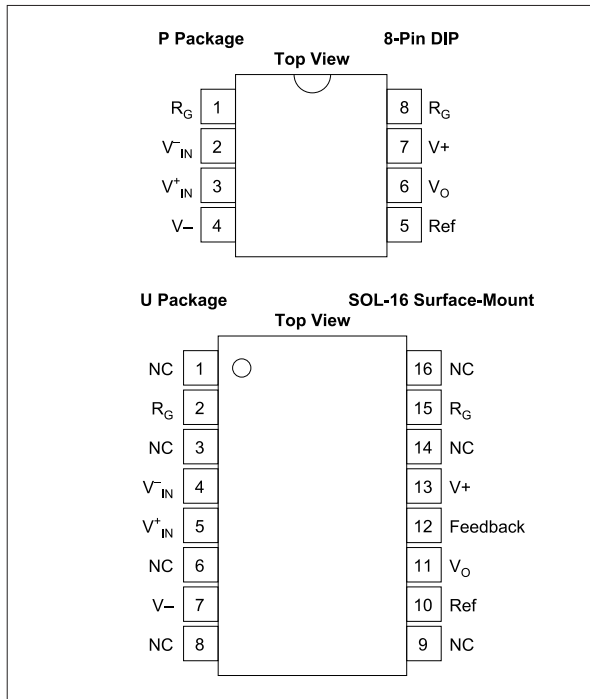 P Package 8-Pin DIP
Top View
R_G 1 8 R_G
V⁻_IN 2 7 V+
V⁺_IN 3 6 V_O
V– 4 5 Ref
U Package SOL-16 Surface-Mount
Top View
NC 1 16 NC
R_G 2 15 R_G
NC 3 14 NC
V⁻_IN 4 13 V+
V⁺_IN 5 12 Feedback
NC 6 11 V_O
V– 7 10 Ref
NC 8 9 NC